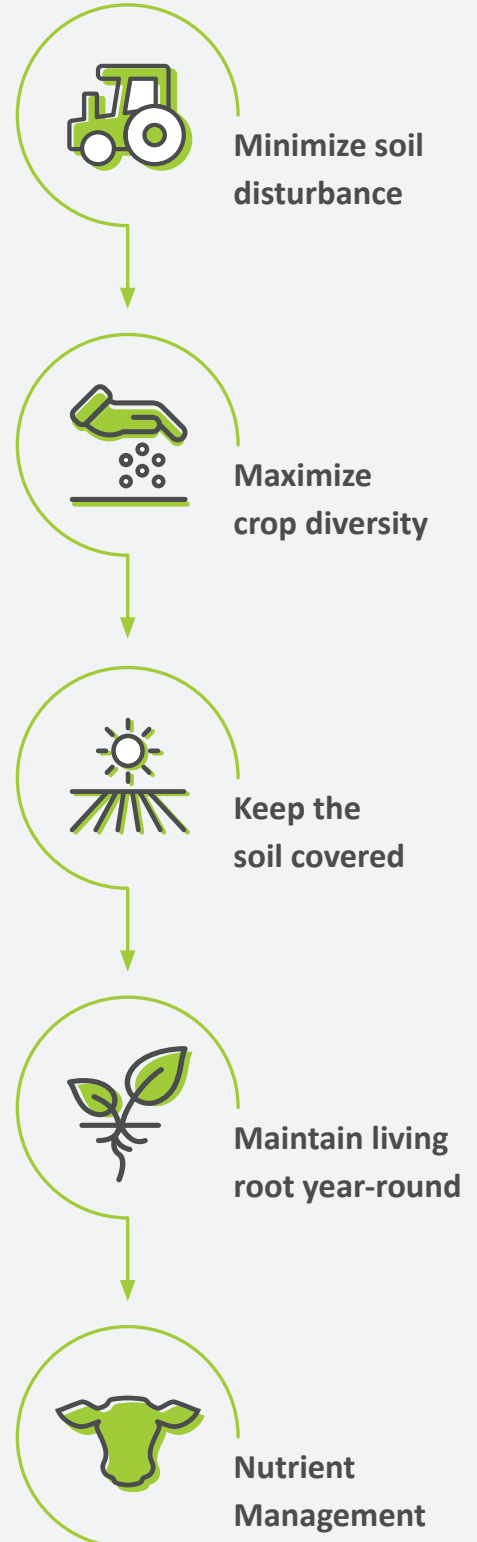 Minimize soil
disturbance
Maximize
crop diversity
Keep the
soil covered
Maintain living
root year-round
Nutrient
Management